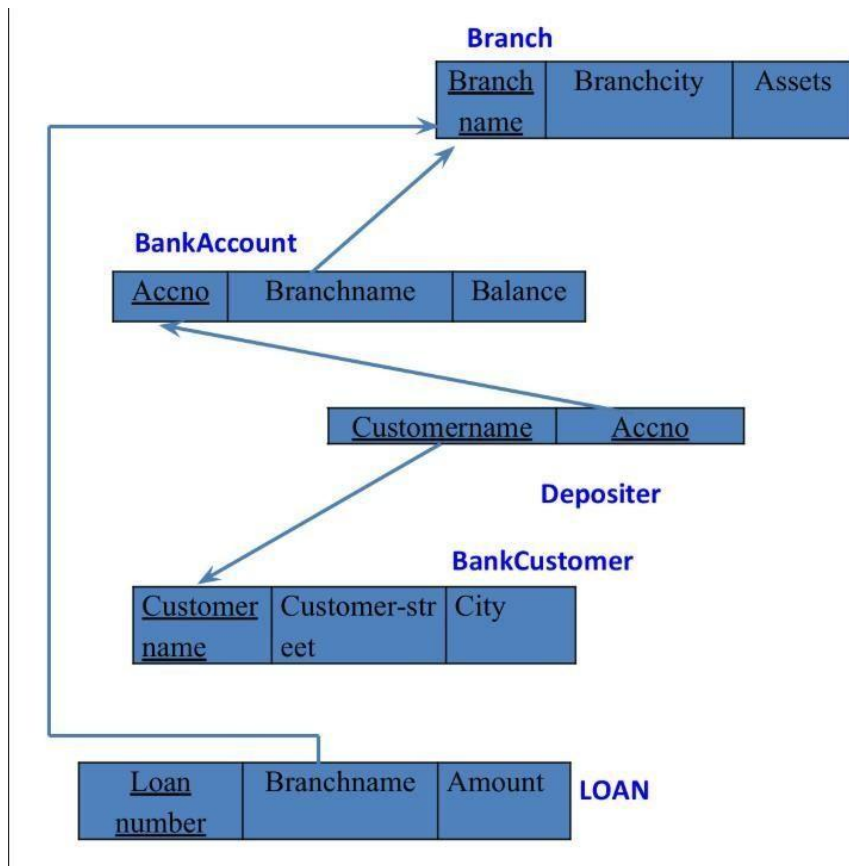 Branch
Branch Branchcity Assets
name
BankAccount
Accno Branchname Balance
Customername Accno
Depositer
BankCustomer
Customer Customer-str City
name eet
Loan Branchname Amount
number
LOAN